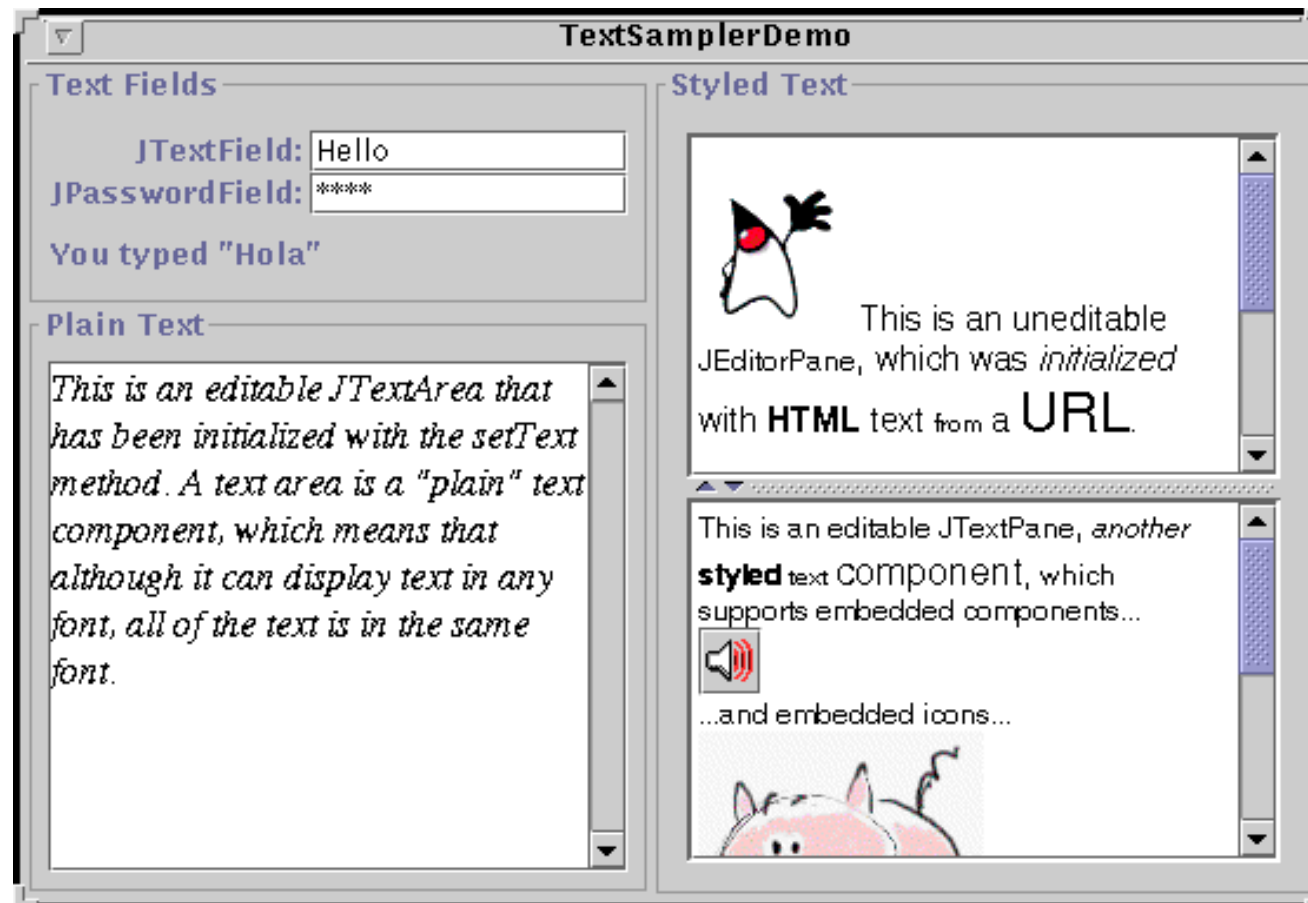 TextSamplerDemo
Text Fields
JTextField: Hello
JPasswordField: ****
You typed "Hola"
Plain Text
This is an editable JTextArea that
has been initialized with the setText
method. A text area is a "plain" text
component, which means that
although it can display text in any
font, all of the text is in the same
font.
Styled Text
This is an uneditable
JEditorPane, which was initialized
with HTML text from a URL.
This is an editable JTextPane, another
styled text component, which
supports embedded components...
...and embedded icons...